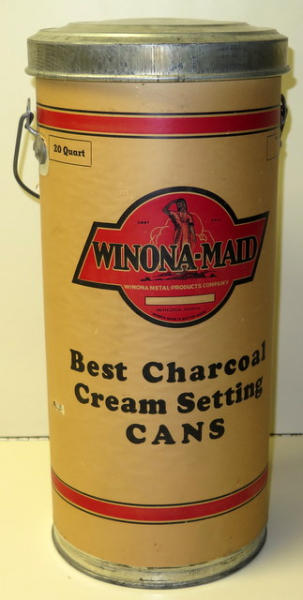 20 Quart
WINONA-MAID
WINONA METAL PRODUCTS COMPANY
Best Charcoal
Cream Setting
CANS